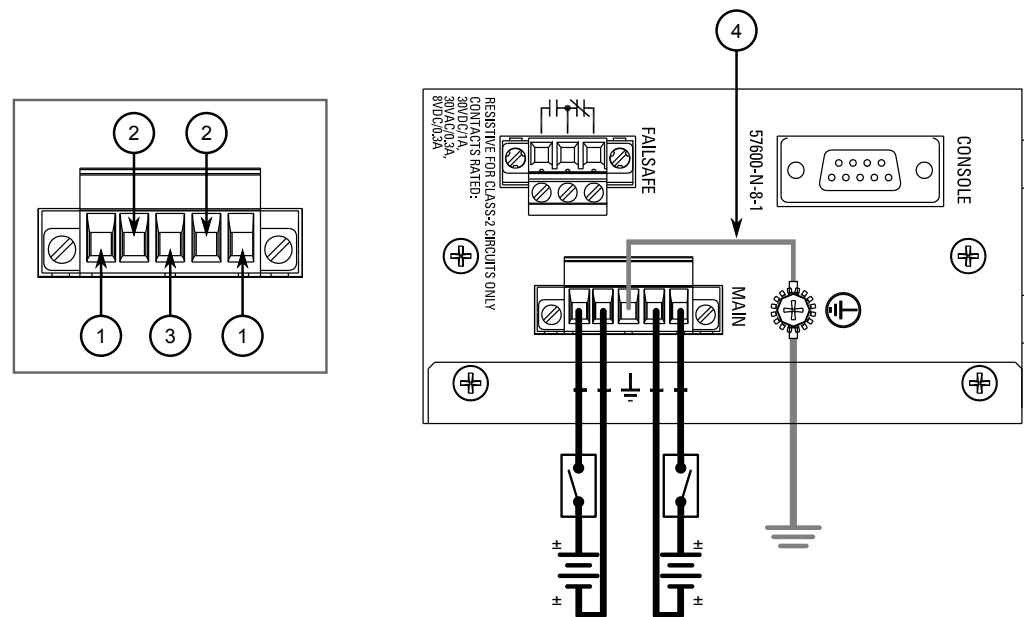 4
2
2
1
3
1
RESISTIVE FOR CLASS-2 CIRCUITS ONLY
CONTACTS RATED:
30VDC/1A,
30VAC/0.3A,
8VDC/0.3A
FAILSAFE
57600-N-8-1
CONSOLE
MAIN
±
±
±
±